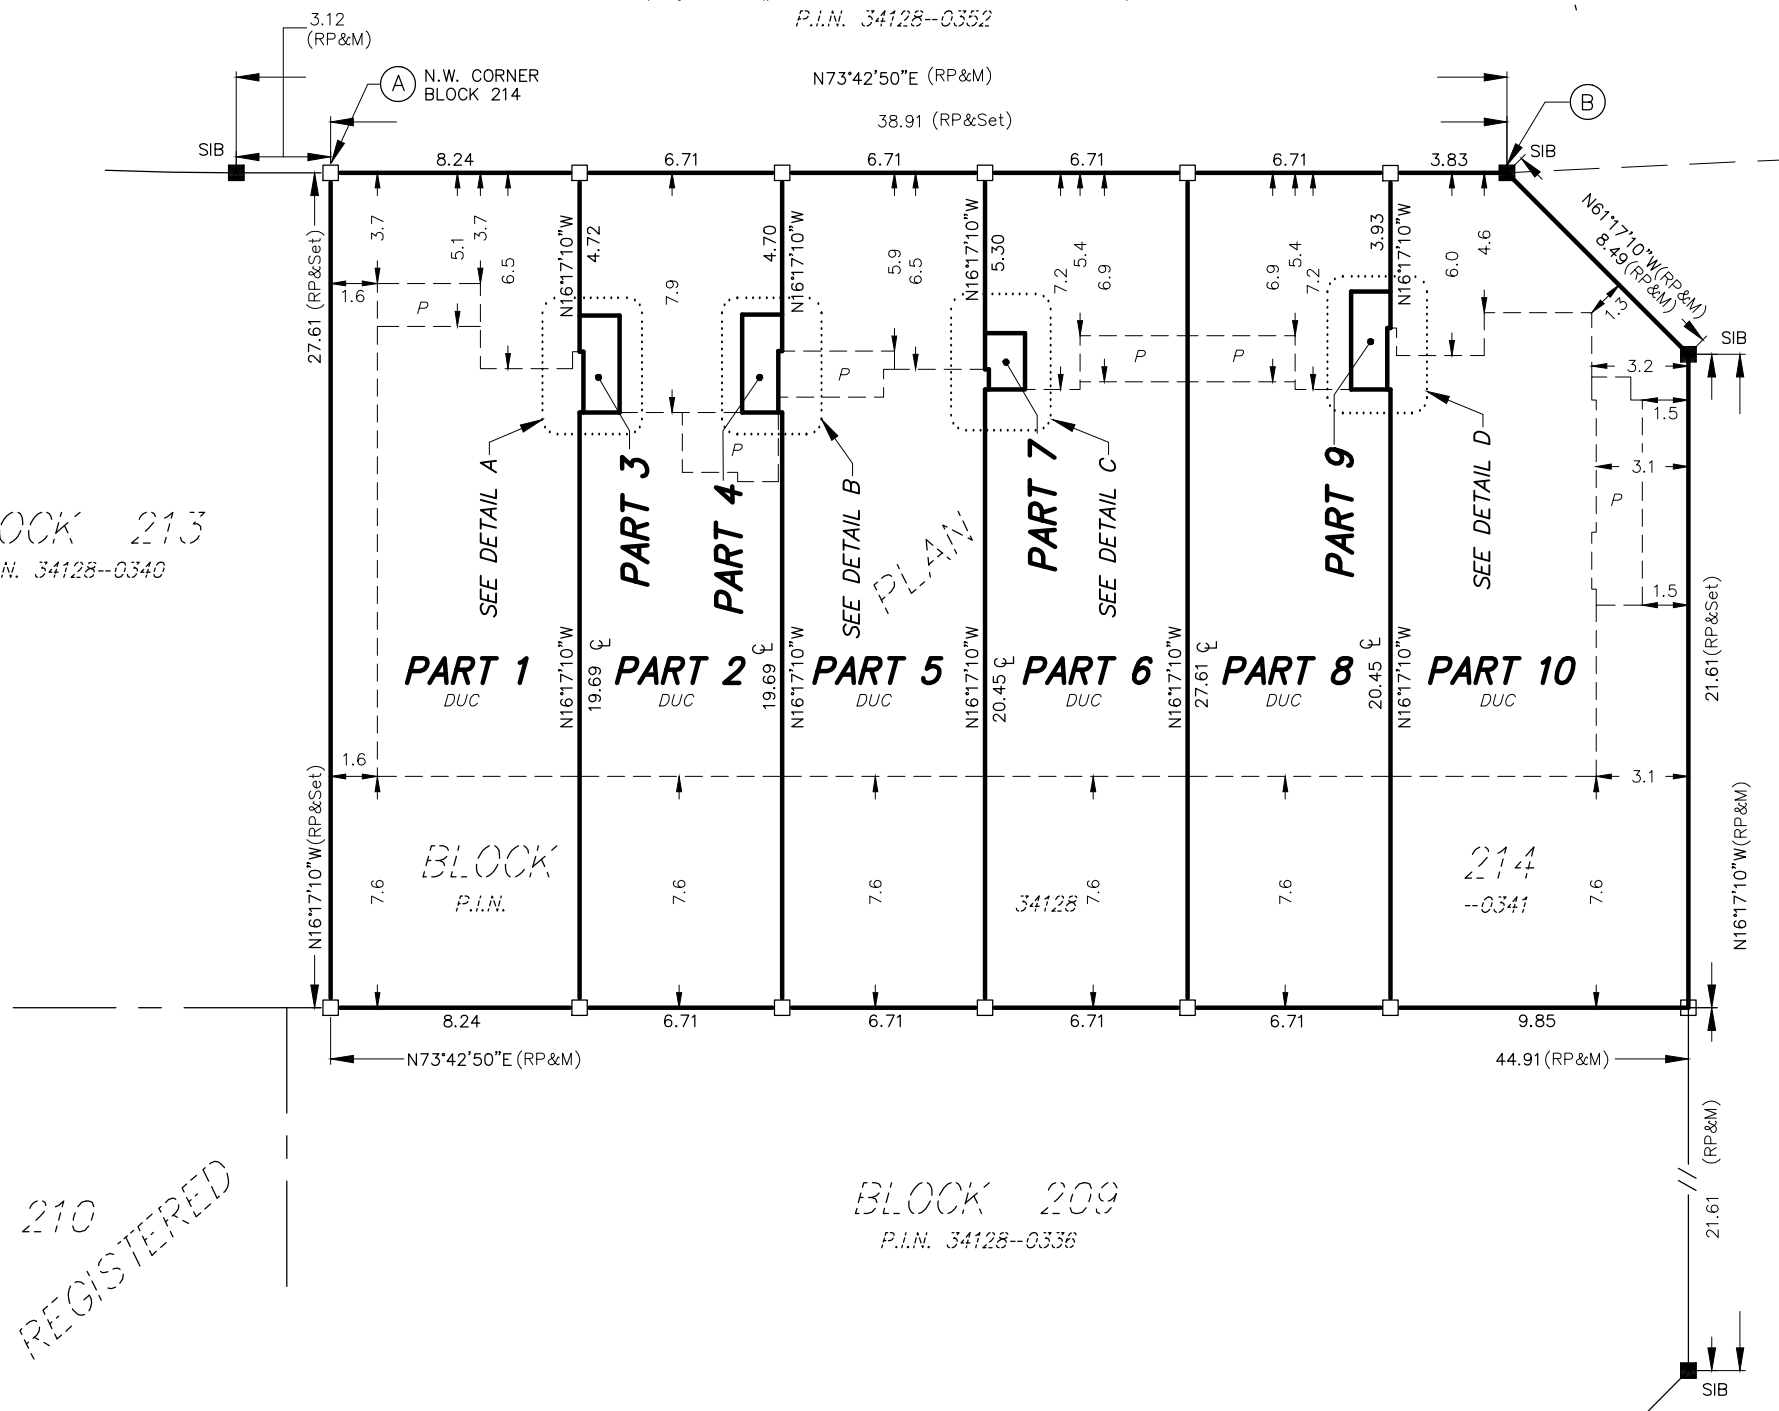 P.I.N. 34128--0352
3.12
(RP&M)
A
N.W. CORNER
BLOCK 214
N73°42'50"E (RP&M)
38.91 (RP&Set)
B
SIB
SIB
8.24
6.71
6.71
6.71
6.71
3.83
27.61 (RP&Set)
3.7
5.1
3.7
6.5
N16°17'10"W
4.72
7.9
4.70
N16°17'10"W
5.9
6.5
N16°17'10"W
5.30
7.2
5.4
6.9
6.9
5.4
7.2
3.93
N16°17'10"W
6.0
4.6
N61°17'10"W(RP&M)
8.49(RP&M)
1.3
SIB
1.6
P
P
P
P
P
P
3.2
1.5
3.1
1.5
SEE DETAIL A
PART 3
PART 4
SEE DETAIL B
PLAN
PART 7
SEE DETAIL C
PART 9
SEE DETAIL D
OCK 213
N. 34128--0340
21.61(RP&Set)
PART 1
DUC
N16°17'10"W
19.69 ℄
PART 2
DUC
19.69 ℄
N16°17'10"W
PART 5
DUC
N16°17'10"W
20.45 ℄
PART 6
DUC
N16°17'10"W
27.61 ℄
PART 8
DUC
20.45 ℄
N16°17'10"W
PART 10
DUC
1.6
3.1
N16°17'10"W(RP&Set)
N16°17'10"W(RP&M)
BLOCK 214
P.I.N. 34128 --0341
7.6
7.6
7.6
7.6
7.6
7.6
8.24
6.71
6.71
6.71
6.71
9.85
N73°42'50"E(RP&M)
44.91(RP&M)
21.61 (RP&M)
BLOCK 209
P.I.N. 34128--0336
210
REGISTERED
SIB